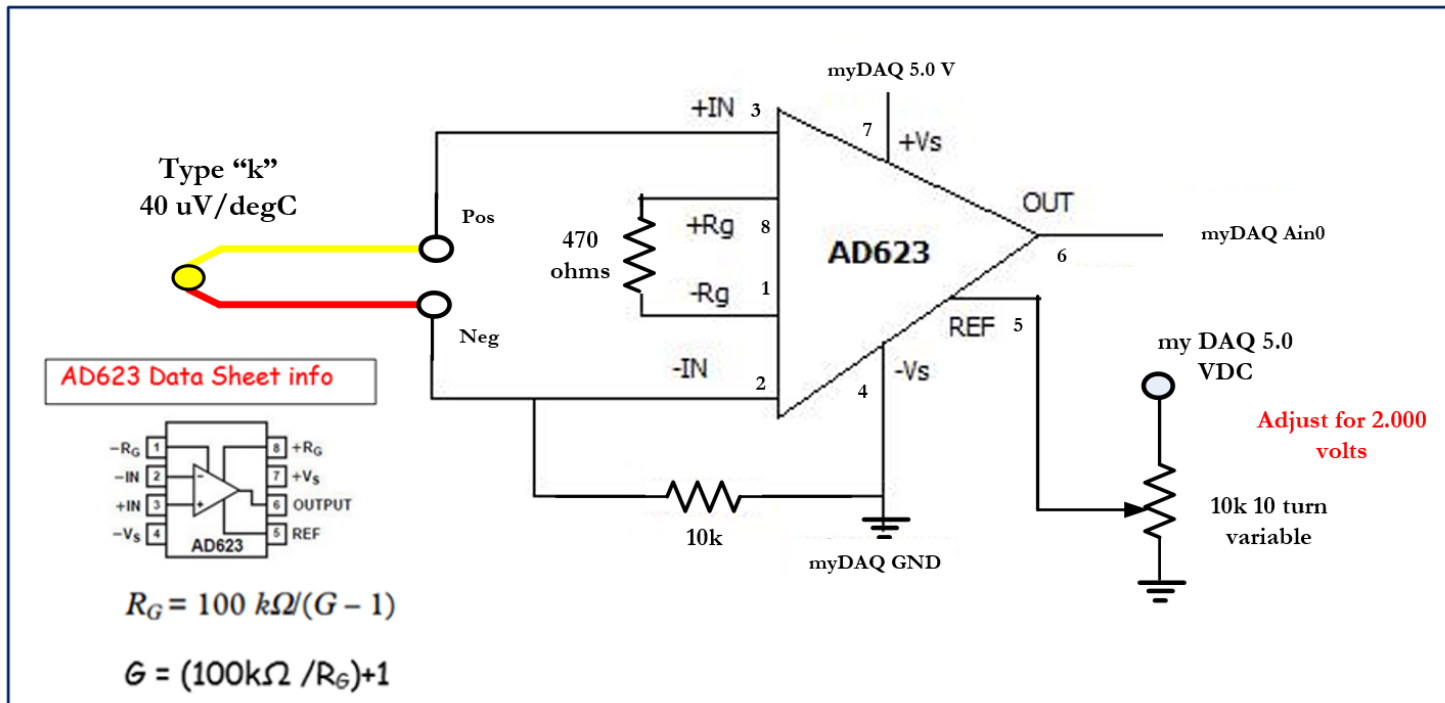 myDAQ 5.0 V
+IN 3
7
+Vs
Type “k”
40 uV/degC
Pos
470
ohms
+Rg
8
-Rg
1
AD623
OUT
6
myDAQ Ain0
Neg
REF 5
-IN
2
-Vs
4
my DAQ 5.0
VDC
Adjust for 2.000
volts
10k 10 turn
variable
10k
myDAQ GND
AD623 Data Sheet info
−RG 1
−IN 2
+IN 3
−VS 4
8 +RG
7 +VS
6 OUTPUT
5 REF
AD623
RG = 100 kΩ/(G – 1)
G = (100kΩ /RG)+1